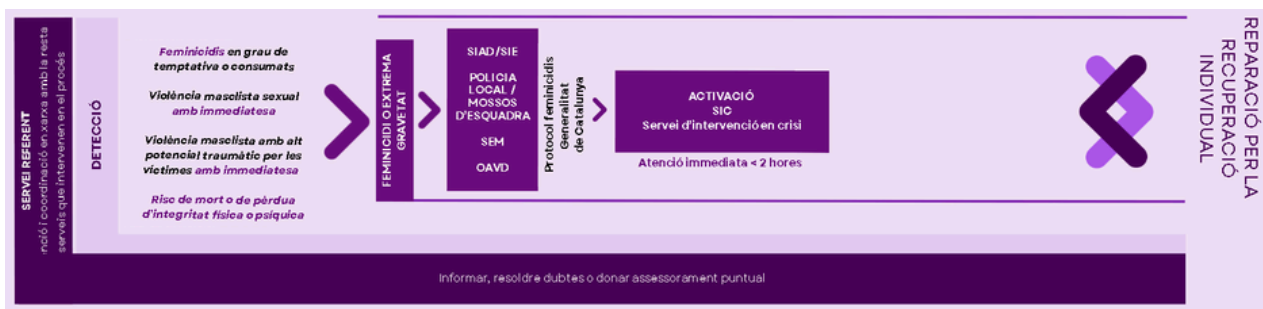 SERVEI REFERENT
nció i coordinació en xarxa amb la resta
serveis que intervenen en el procés
DETECCIÓ
Feminicidis en grau de
temptativa o consumats
Violència masclista sexual
amb immediatesa
Violència masclista amb alt
potencial traumàtic per les
víctimes amb immediatesa
Risc de mort o de pèrdua
d'integritat física o psíquica
FEMINICIDI O EXTREMA
GRAVETAT
SIAD/SIE
POLICIA
LOCAL /
MOSSOS
D'ESQUADRA
SEM
OAVD
Protocol feminicidis
Generalitat
de Catalunya
ACTIVACIÓ
SIC
Servei d'intervenció en crisi
Atenció immediata < 2 hores
REPARACIÓ PER LA
RECUPERACIÓ
INDIVIDUAL
Informar, resoldre dubtes o donar assessorament puntual